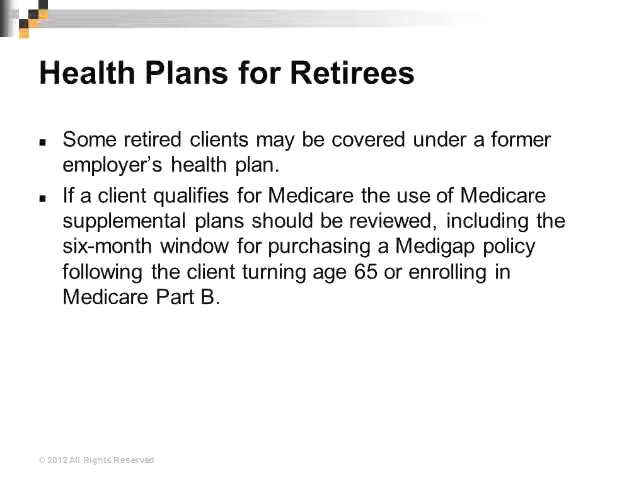 Health Plans for Retirees
Some retired clients may be covered under a former
employer's health plan.
If a client qualifies for Medicare the use of Medicare
supplemental plans should be reviewed, including the
six-month window for purchasing a Medigap policy
following the client turning age 65 or enrolling in
Medicare Part B.
© 2012 All Rights Reserved